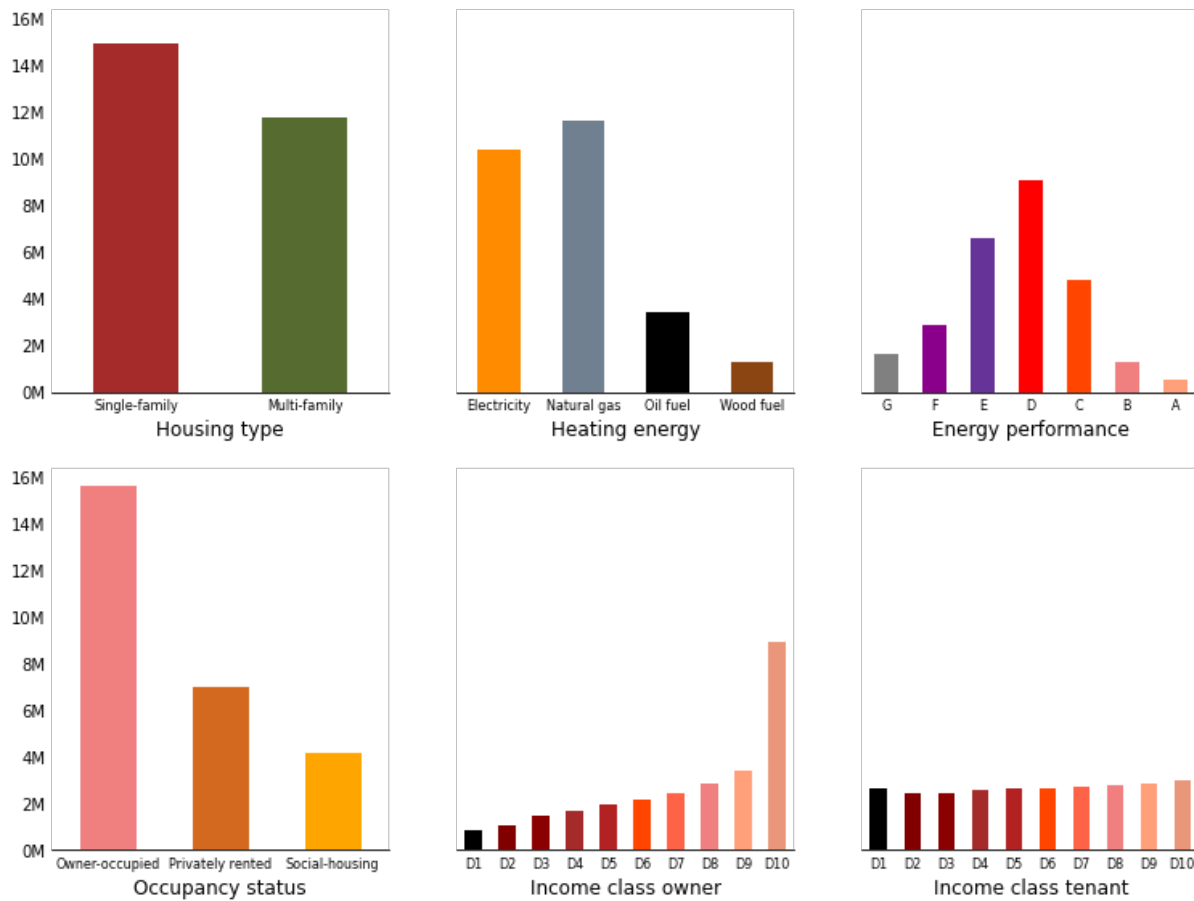 16M
14M
12M
10M
8M
6M
4M
2M
0M
Single-family Multi-family
Housing type
Electricity Natural gas Oil fuel Wood fuel
Heating energy
G F E D C B A
Energy performance
16M
14M
12M
10M
8M
6M
4M
2M
0M
Owner-occupied Privately rented Social-housing
Occupancy status
D1 D2 D3 D4 D5 D6 D7 D8 D9 D10
Income class owner
D1 D2 D3 D4 D5 D6 D7 D8 D9 D10
Income class tenant